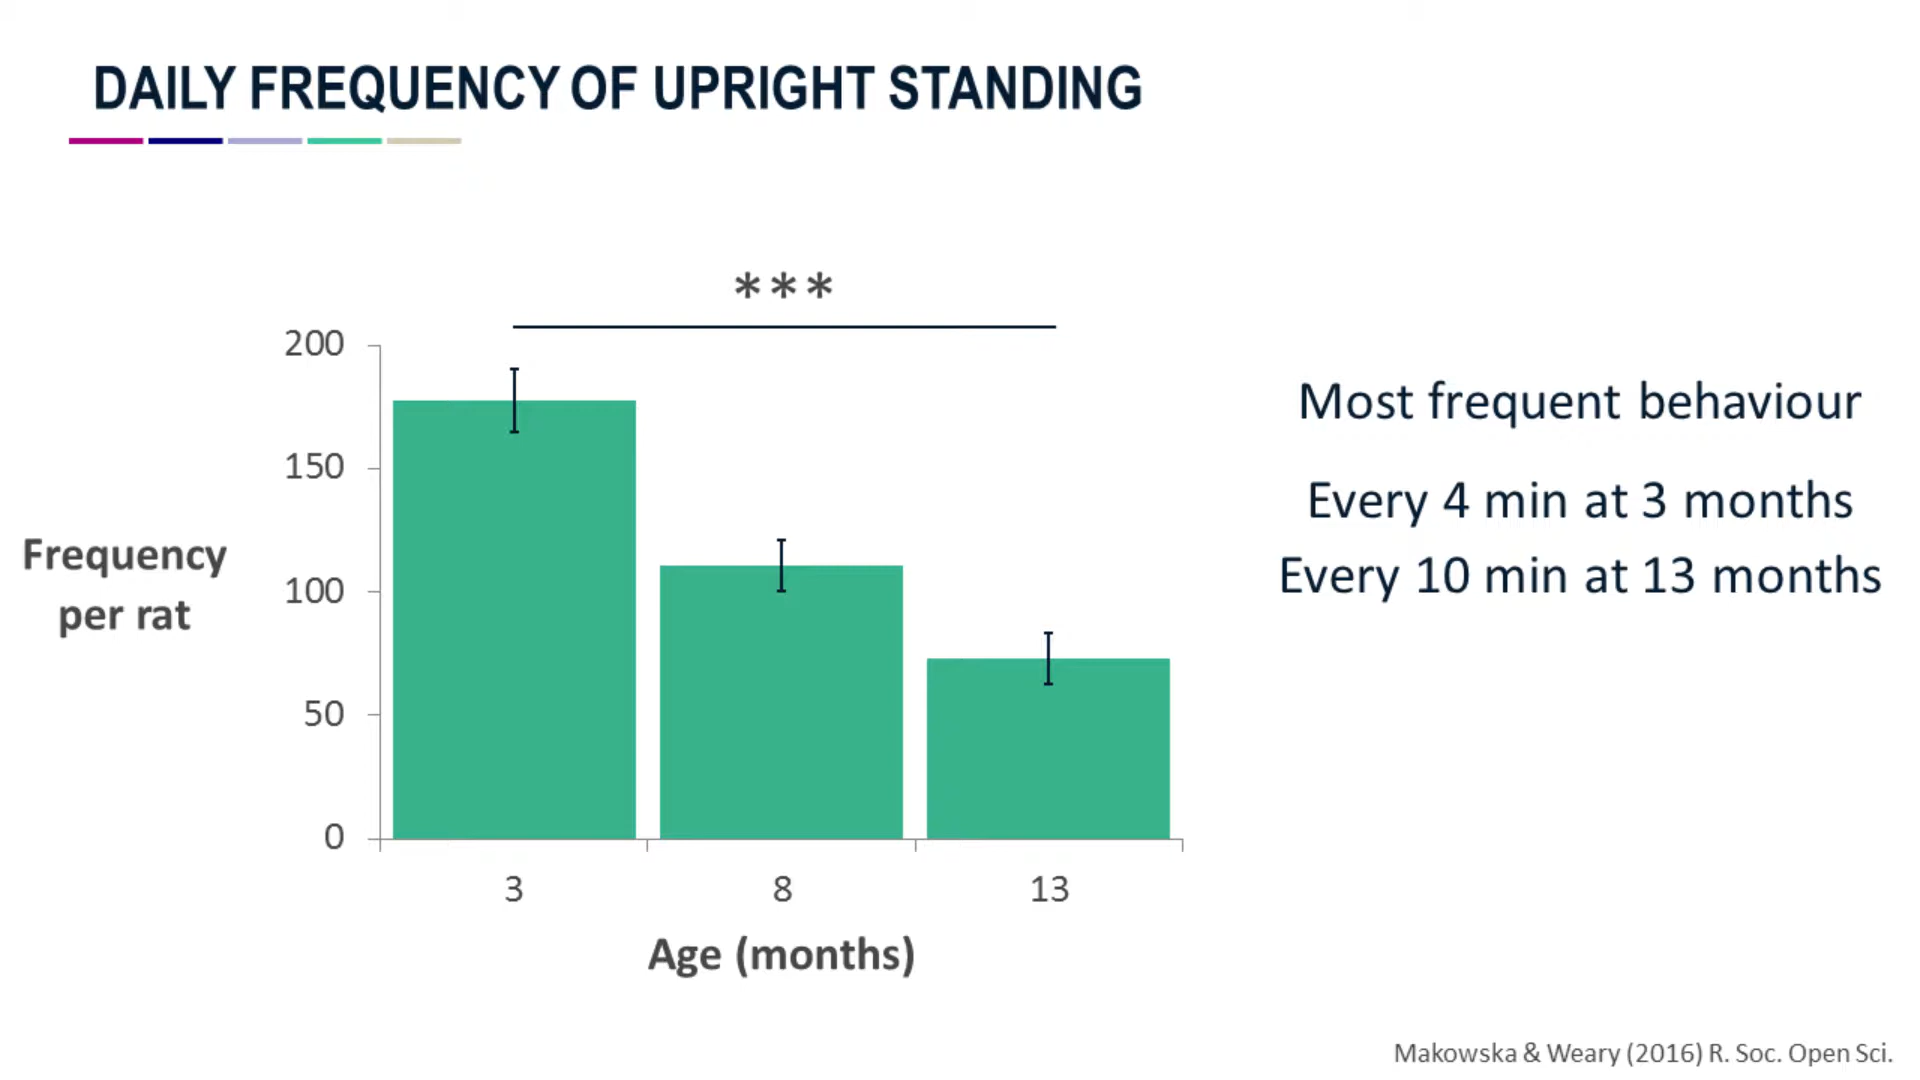 DAILY FREQUENCY OF UPRIGHT STANDING
***
200
150
100
50
0
Frequency
per rat
3
8
13
Age (months)
Most frequent behaviour
Every 4 min at 3 months
Every 10 min at 13 months
Makowska & Weary (2016) R. Soc. Open Sci.